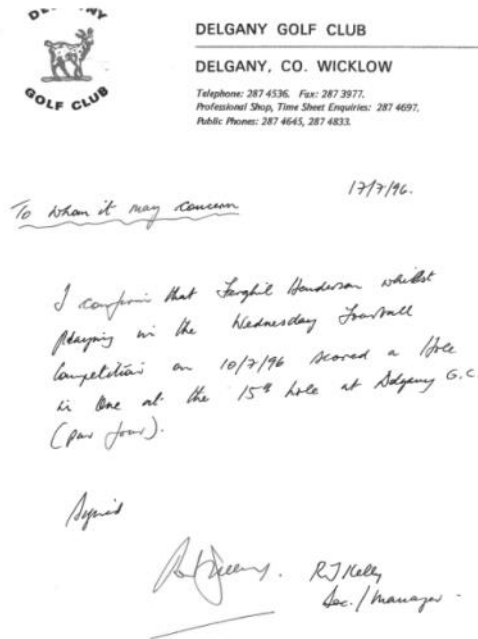 DELGANY
GOLF CLUB
DELGANY GOLF CLUB
DELGANY, CO. WICKLOW
Telephone: 287 4536. Fax: 287 3977.
Professional Shop, Time Sheet Enquiries: 287 4697.
Public Phones: 287 4645, 287 4833.
17/7/96.
To whom it may concern
I confirm that Ferghil Henderson whilst
playing in the Wednesday Fourball
Competition on 10/7/96 scored a Hole
in One at the 15th hole at Delgany G.C
(par four).
Signed
R J Kelly
Sec./Manager.